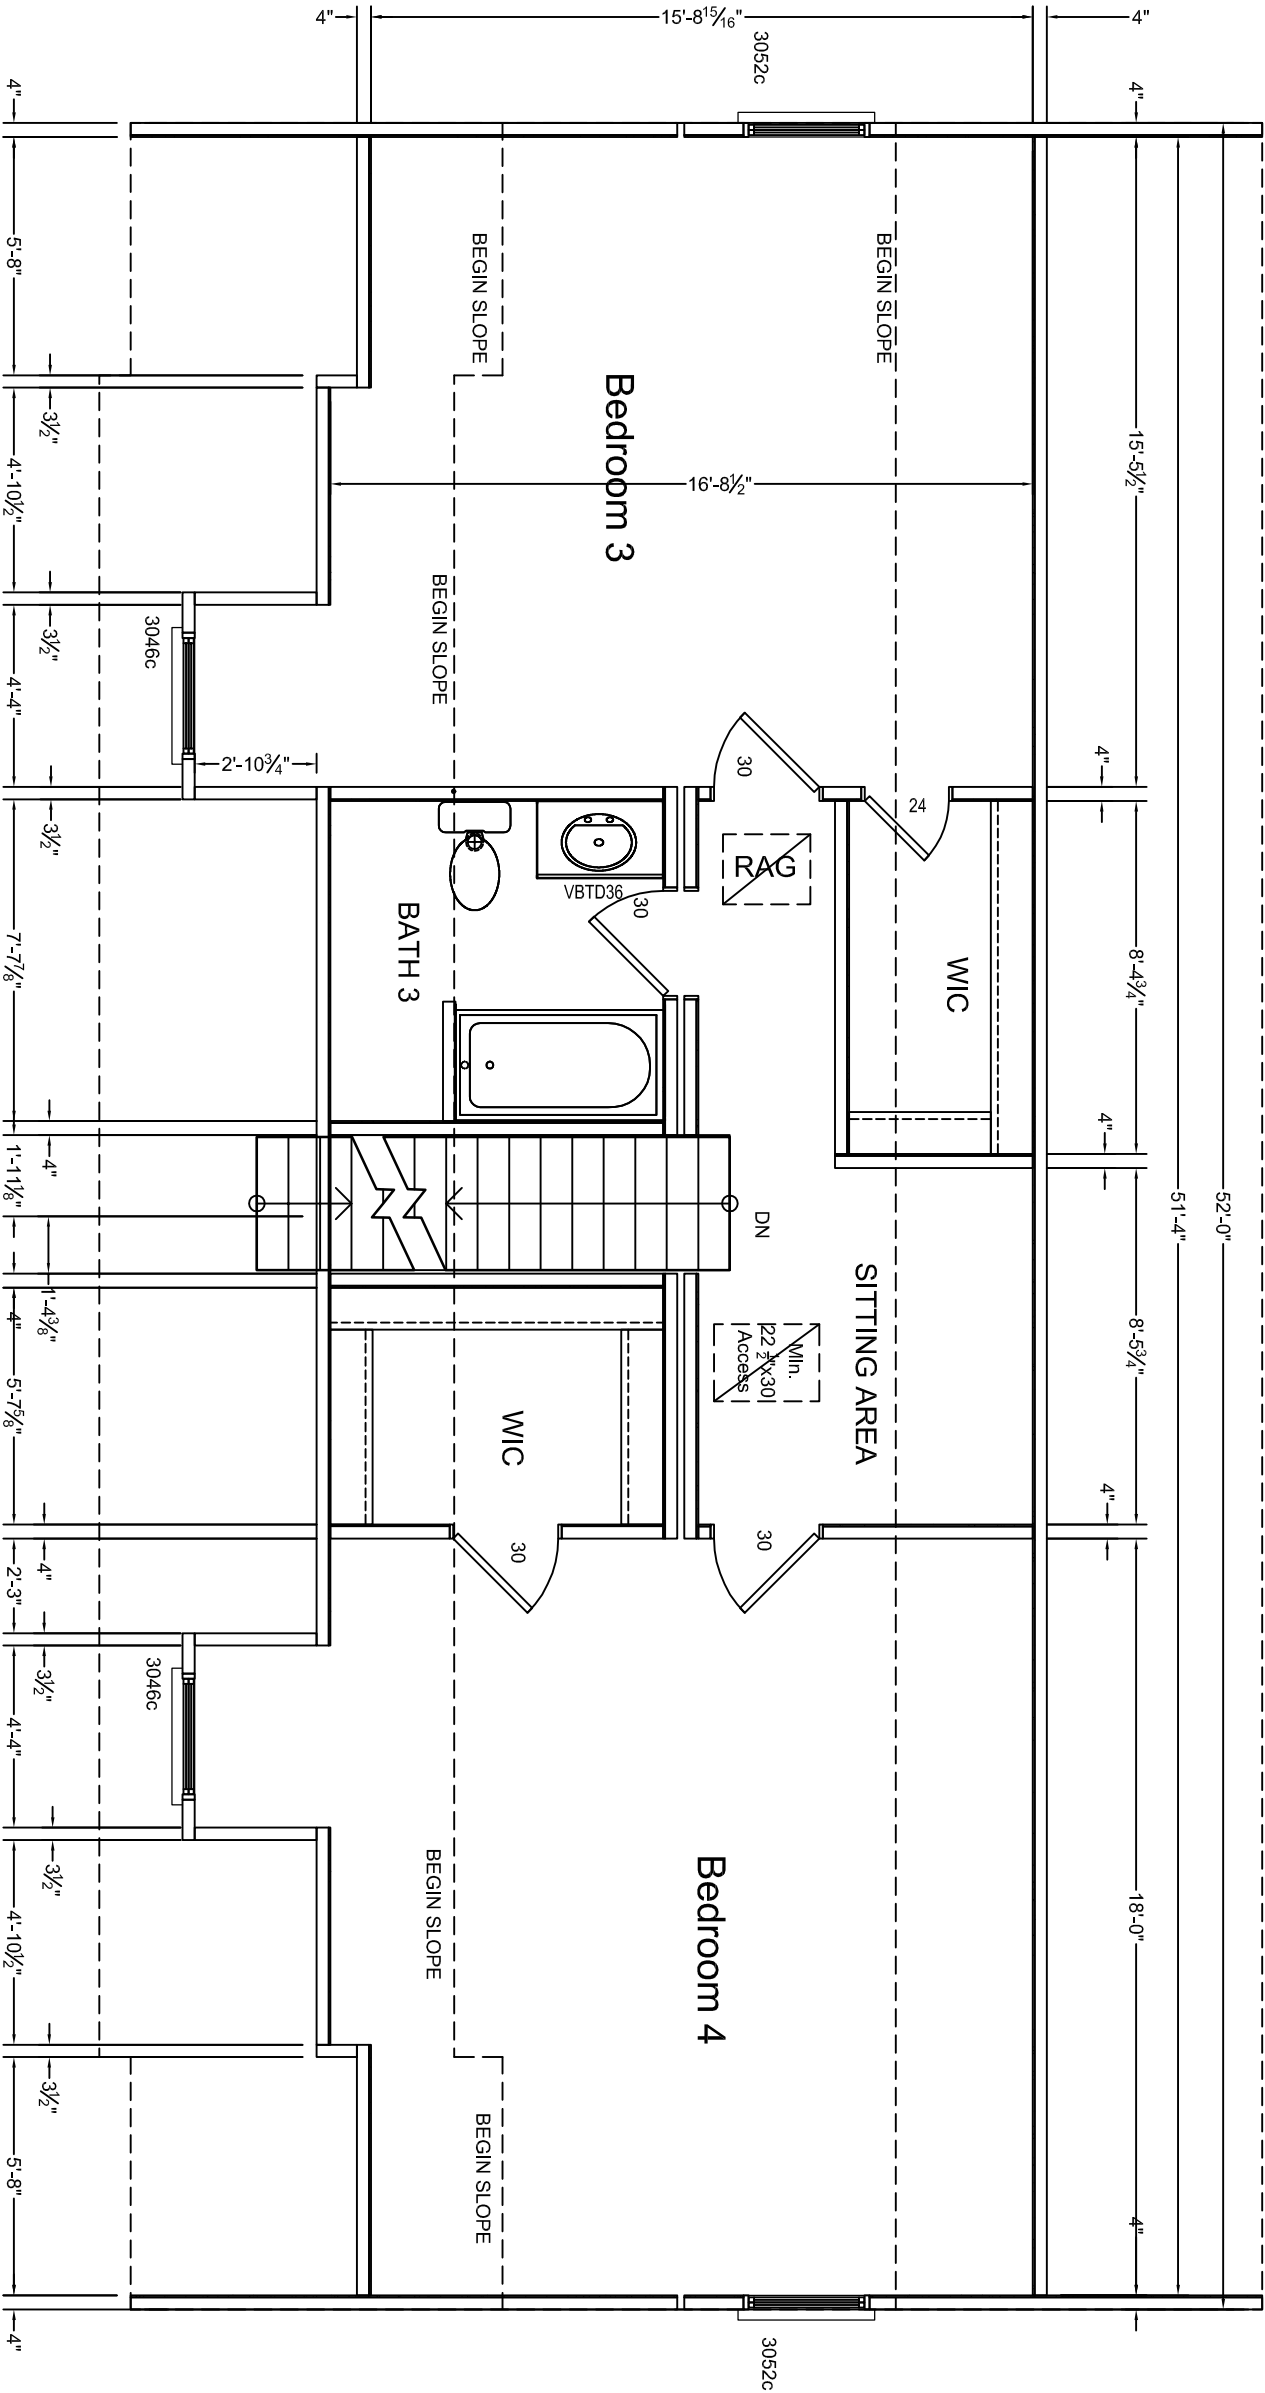 52'-0"
51'-4"
4"
15'-5½"
4"
8'-4¾"
4"
8'-5¾"
4"
18'-0"
4"
4"
15'-8 15/16"
4"
3052c
BEGIN SLOPE
24
WIC
SITTING AREA
30
RAG
DN
MIn.
22 ½"x30
Access
30
Bedroom 4
3052c
16'-8½"
Bedroom 3
30
VBTD36
WIC
30
BEGIN SLOPE
BEGIN SLOPE
BEGIN SLOPE
BATH 3
BEGIN SLOPE
2'-10¾"
3046c
3046c
3½"
3½"
3½"
4"
1'-4⅜"
4"
3½"
3½"
3½"
4"
5'-8"
4'-10½"
4'-4"
7'-7⅞"
1'-11⅛"
4"
5'-7⅝"
2'-3"
4'-4"
4'-10½"
5'-8"
4"